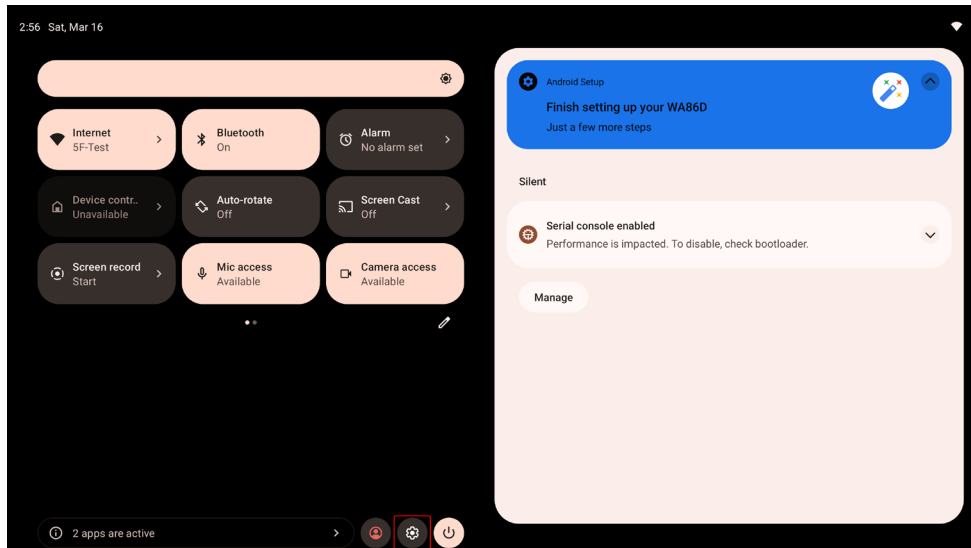 2:56 Sat, Mar 16
Internet
5F-Test
Bluetooth
On
Alarm
No alarm set
Device contr..
Unavailable
Auto-rotate
Off
Screen Cast
Off
Screen record
Start
Mic access
Available
Camera access
Available
2 apps are active
Android Setup
Finish setting up your WA86D
Just a few more steps
Silent
Serial console enabled
Performance is impacted. To disable, check bootloader.
Manage